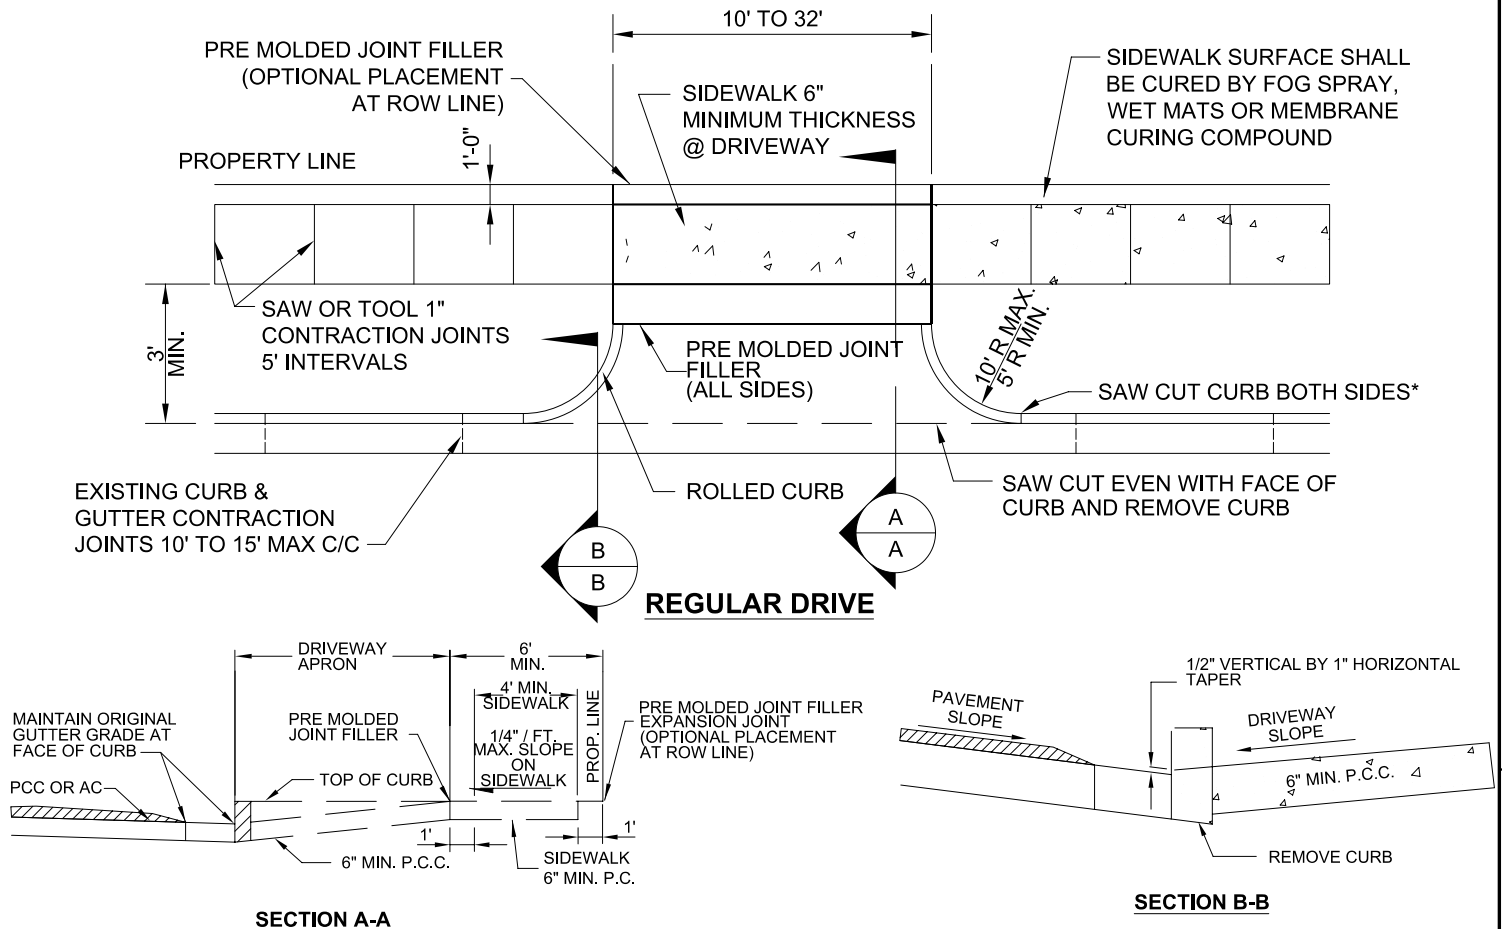 10' TO 32'
PRE MOLDED JOINT FILLER
(OPTIONAL PLACEMENT
AT ROW LINE)
SIDEWALK 6"
MINIMUM THICKNESS
@ DRIVEWAY
SIDEWALK SURFACE SHALL
BE CURED BY FOG SPRAY,
WET MATS OR MEMBRANE
CURING COMPOUND
PROPERTY LINE
1'-0"
3'
MIN.
SAW OR TOOL 1"
CONTRACTION JOINTS
5' INTERVALS
PRE MOLDED JOINT
FILLER
(ALL SIDES)
10' R MAX.
5' R MIN.
SAW CUT CURB BOTH SIDES*
EXISTING CURB &
GUTTER CONTRACTION
JOINTS 10' TO 15' MAX C/C
ROLLED CURB
SAW CUT EVEN WITH FACE OF
CURB AND REMOVE CURB
B
B
A
A
REGULAR DRIVE
DRIVEWAY
APRON
6'
MIN.
4' MIN.
SIDEWALK
1/4" / FT.
MAX. SLOPE
ON
SIDEWALK
PROP. LINE
MAINTAIN ORIGINAL
GUTTER GRADE AT
FACE OF CURB
PRE MOLDED
JOINT FILLER
PRE MOLDED JOINT FILLER
EXPANSION JOINT
(OPTIONAL PLACEMENT
AT ROW LINE)
PCC OR AC
TOP OF CURB
1'
1'
6" MIN. P.C.C.
SIDEWALK
6" MIN. P.C.
SECTION A-A
1/2" VERTICAL BY 1" HORIZONTAL
TAPER
PAVEMENT
SLOPE
DRIVEWAY
SLOPE
6" MIN. P.C.C.
REMOVE CURB
SECTION B-B